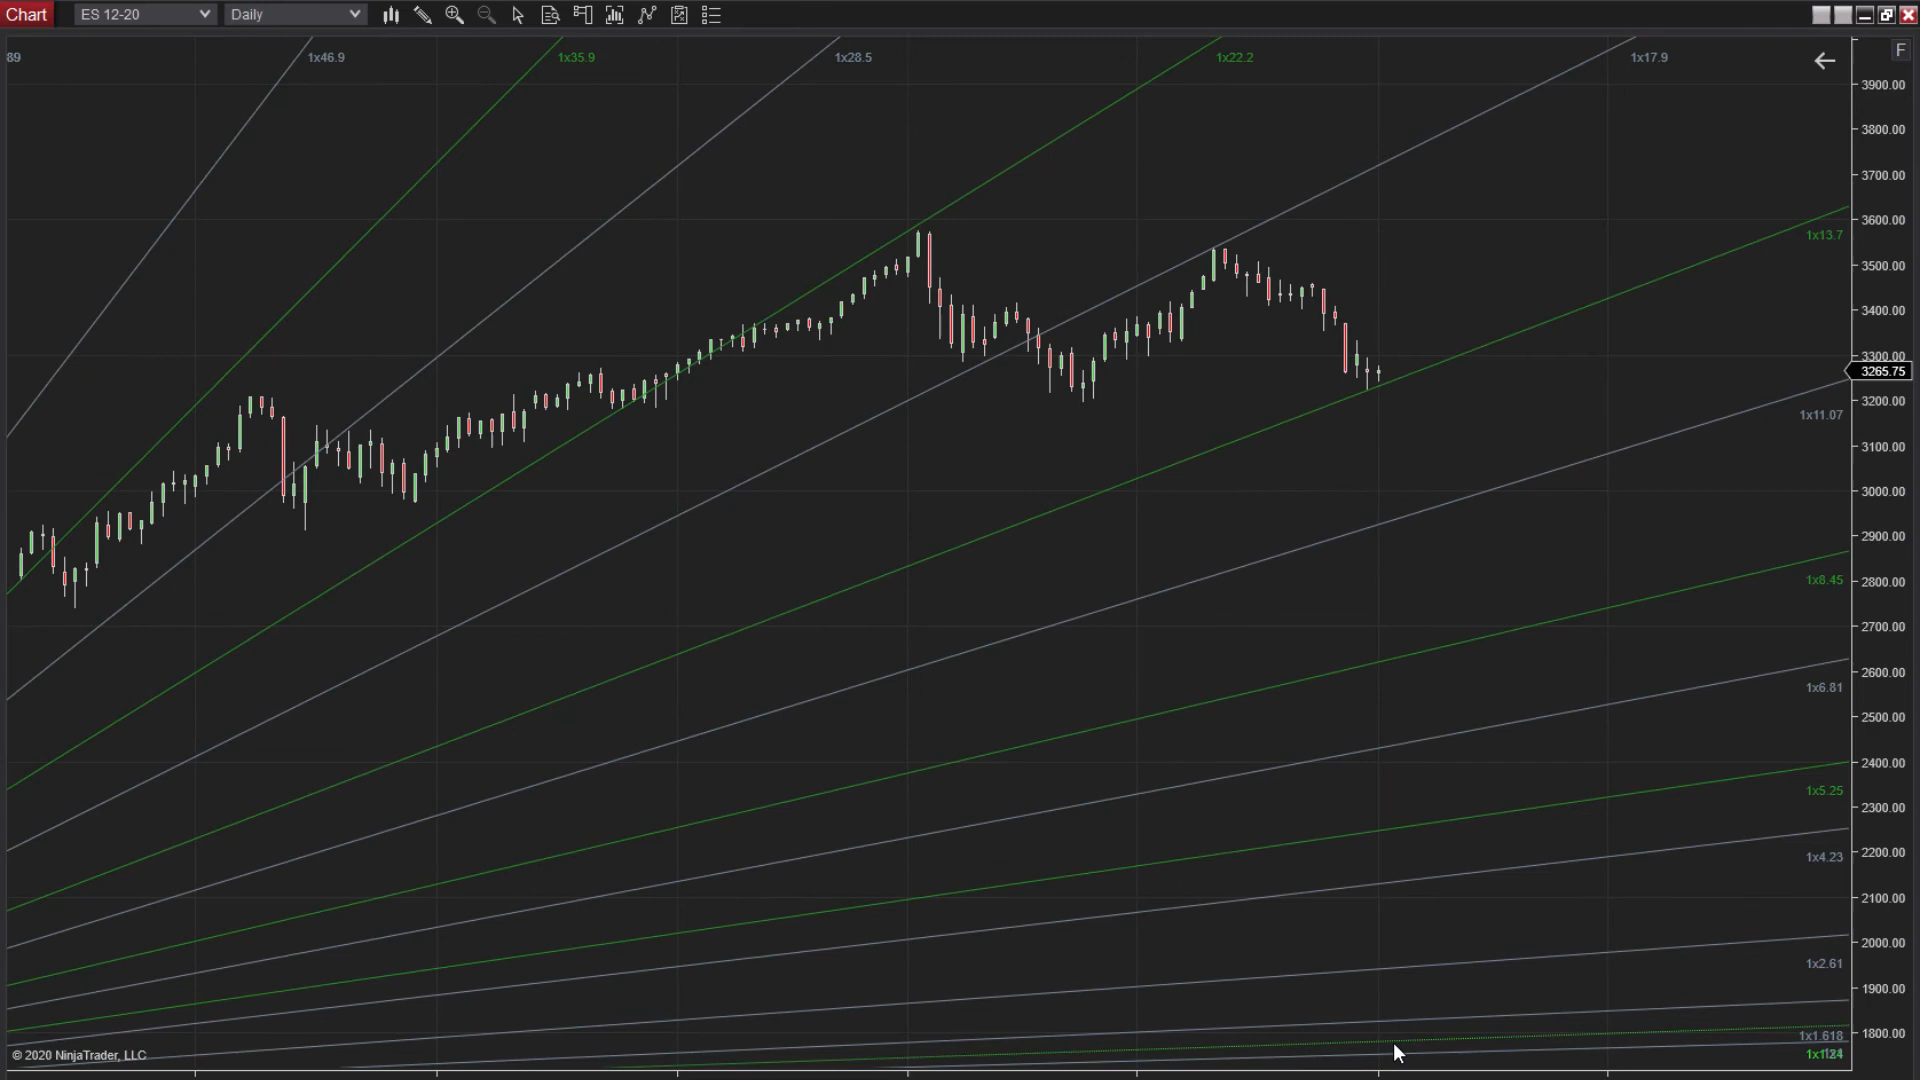 Chart ES 12-20 Daily
F
89 1x46.9 1x35.9 1x28.5 1x22.2 1x17.9
3900.00
3800.00
3700.00
3600.00
1x13.7
3500.00
3400.00
3300.00
3265.75
3200.00
1x11.07
3100.00
3000.00
2900.00
2800.00
1x8.45
2700.00
2600.00
1x6.81
2500.00
2400.00
1x5.25
2300.00
2200.00
1x4.23
2100.00
2000.00
1x2.61
1900.00
1800.00
1x1.618
© 2020 NinjaTrader, LLC